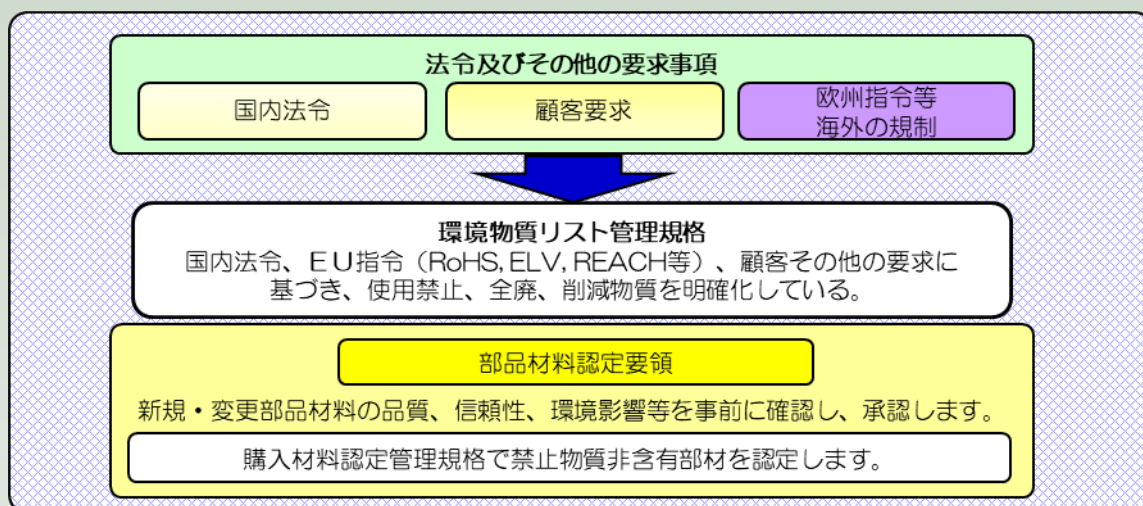 法令及びその他の要求事項
国内法令
顧客要求
欧州指令等
海外の規制
環境物質リスト管理規格
国内法令、ＥＵ指令（RoHS, ELV, REACH等）、顧客その他の要求に
基づき、使用禁止、全廃、削減物質を明確化している。
部品材料認定要領
新規・変更部品材料の品質、信頼性、環境影響等を事前に確認し、承認します。
購入材料認定管理規格で禁止物質非含有部材を認定します。